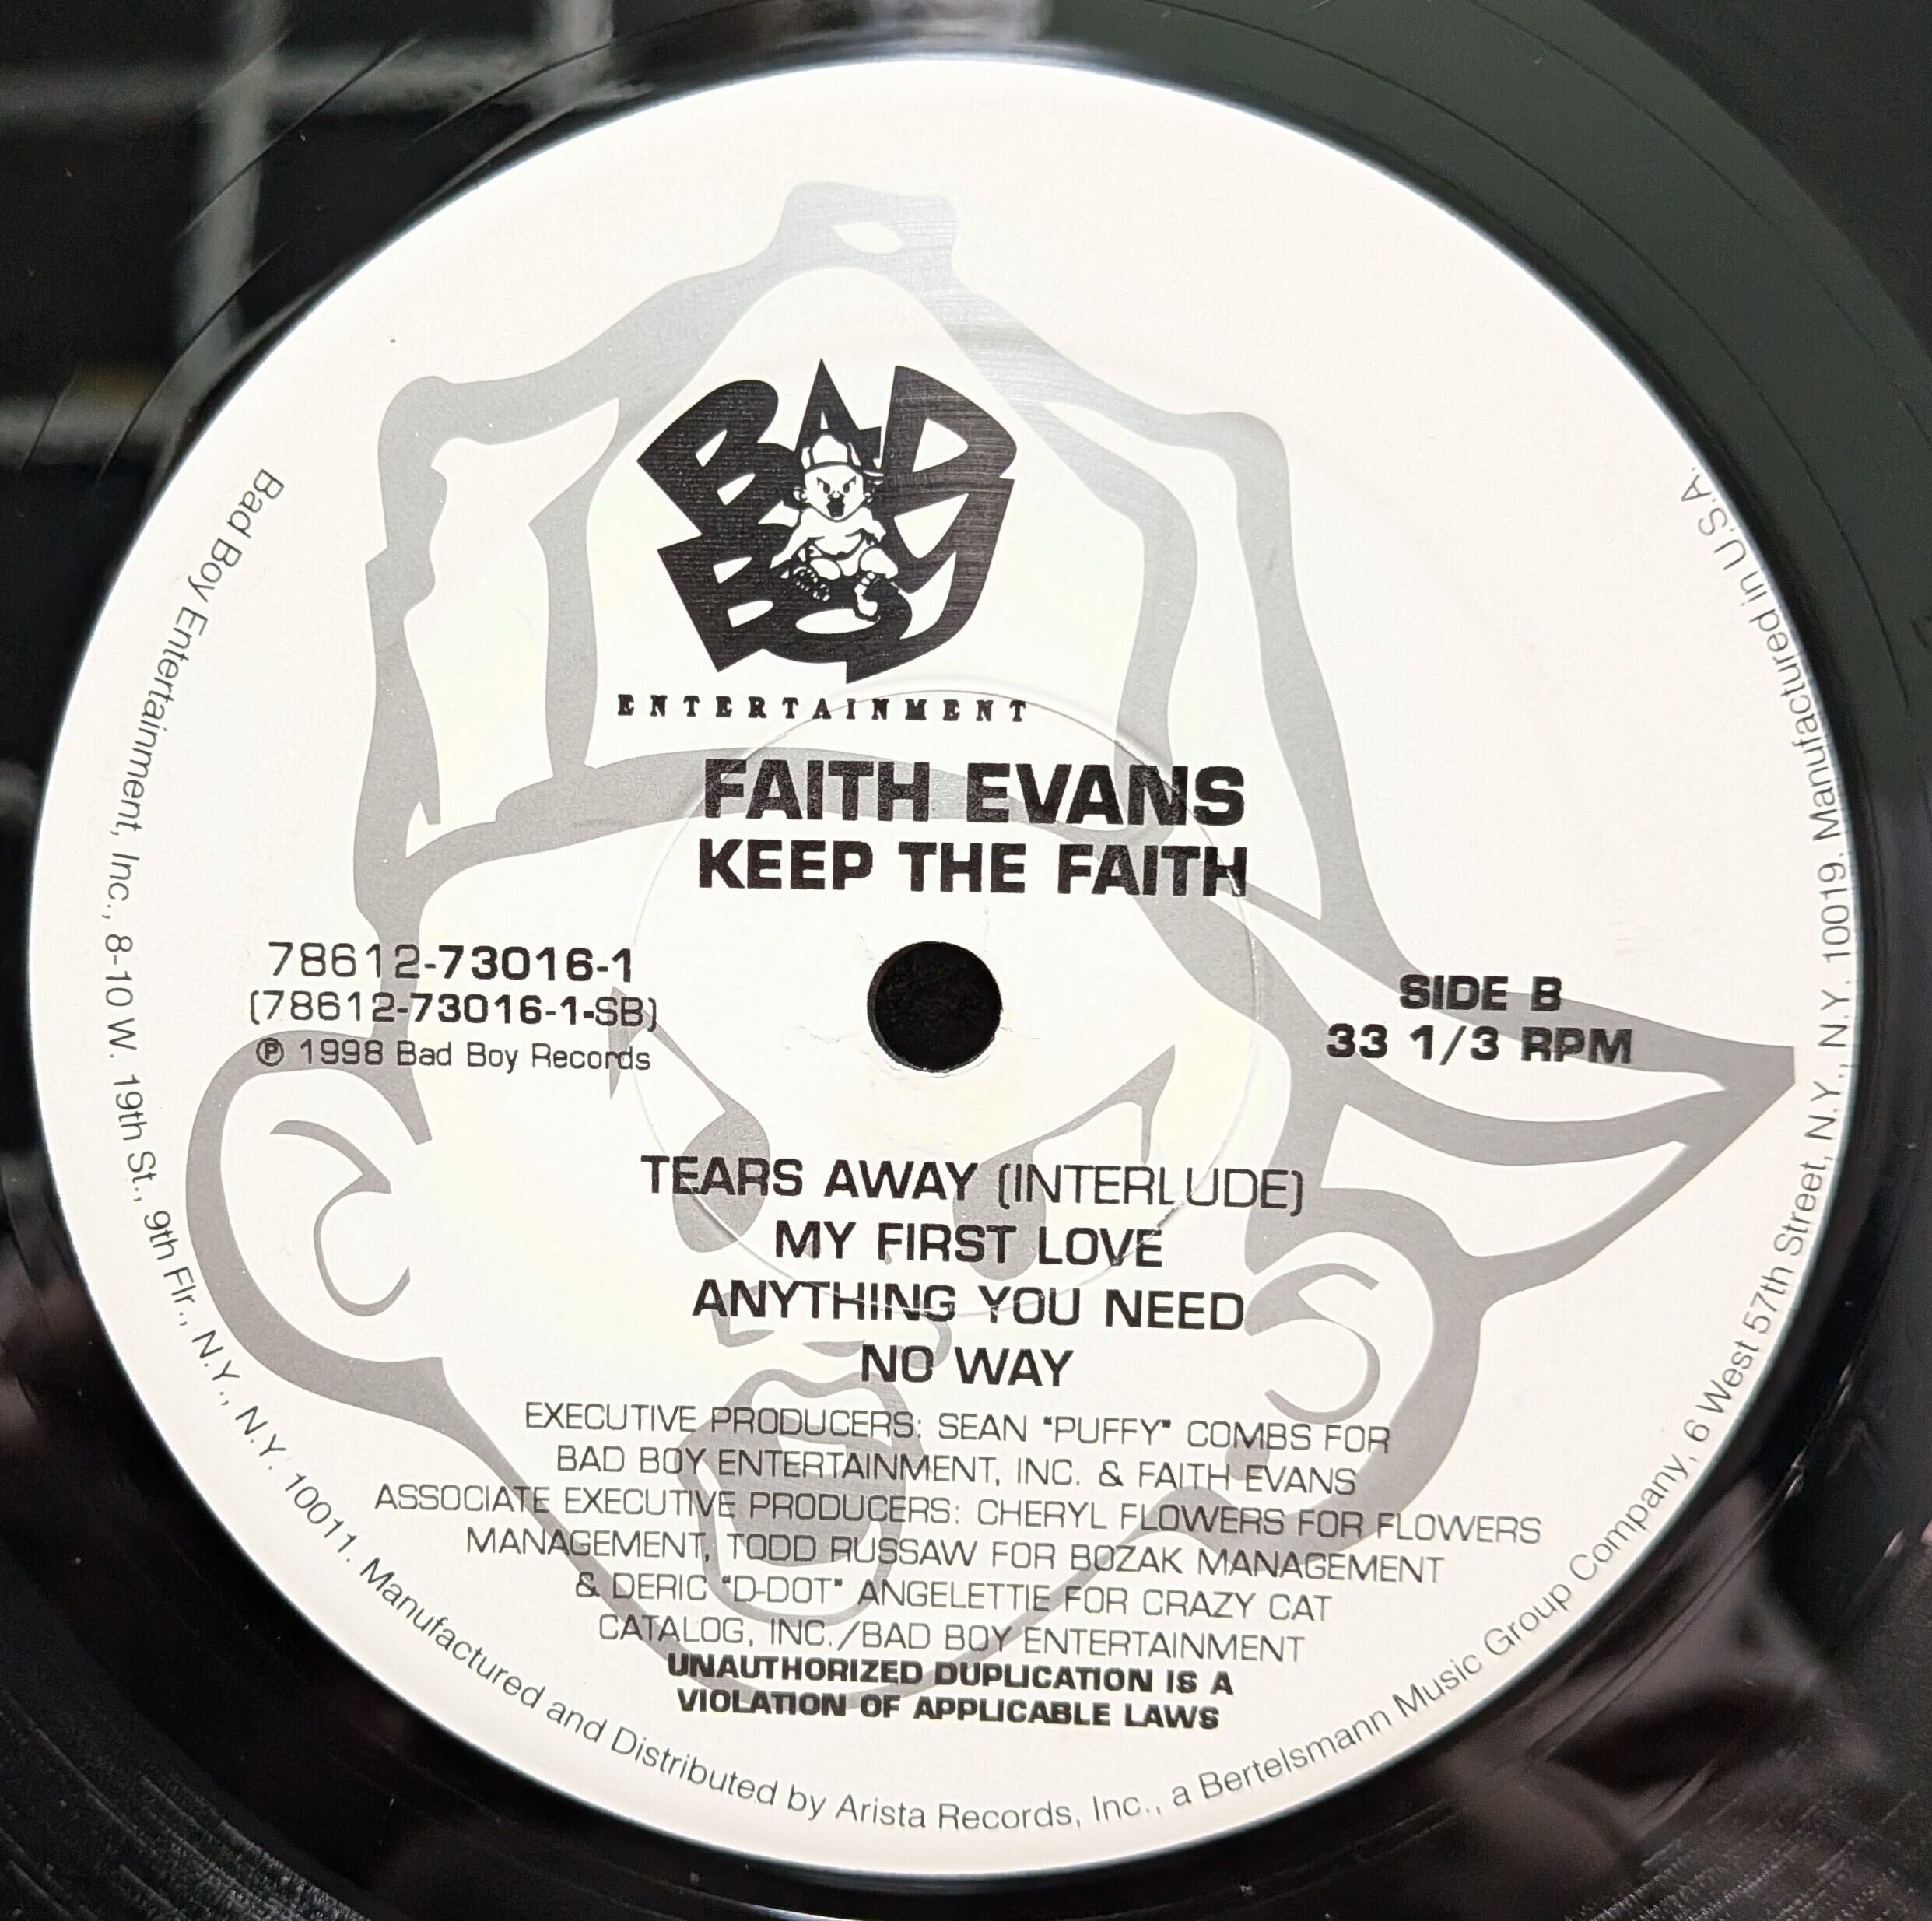 BAD BOY
ENTERTAINMENT
FAITH EVANS
KEEP THE FAITH
78612-73016-1
(78612-73016-1-SB)
℗ 1998 Bad Boy Records
SIDE B
33 1/3 RPM
TEARS AWAY (INTERLUDE)
MY FIRST LOVE
ANYTHING YOU NEED
NO WAY
EXECUTIVE PRODUCERS: SEAN "PUFFY" COMBS FOR
BAD BOY ENTERTAINMENT, INC. & FAITH EVANS
ASSOCIATE EXECUTIVE PRODUCERS: CHERYL FLOWERS FOR FLOWERS
MANAGEMENT, TODD RUSSAW FOR BOZAK MANAGEMENT
& DERIC "D-DOT" ANGELETTIE FOR CRAZY CAT
CATALOG, INC./BAD BOY ENTERTAINMENT
UNAUTHORIZED DUPLICATION IS A
VIOLATION OF APPLICABLE LAWS
Bad Boy Entertainment, Inc., 8-10 W. 19th St., 9th Flr., N.Y., N.Y. 10011. Manufactured and Distributed by Arista Records, Inc., a Bertelsmann Music Group Company, 6 West 57th Street, N.Y., N.Y. 10019. Manufactured in U.S.A.